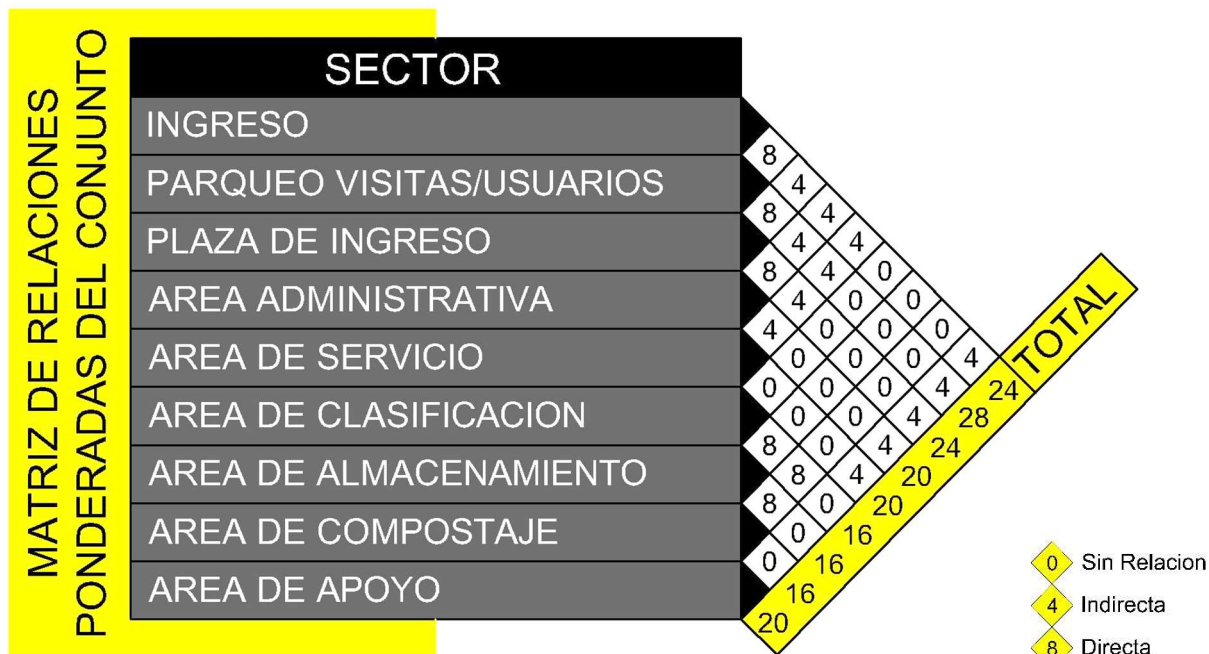 MATRIZ DE RELACIONES
PONDERADAS DEL CONJUNTO
SECTOR
INGRESO
PARQUEO VISITAS/USUARIOS
PLAZA DE INGRESO
AREA ADMINISTRATIVA
AREA DE SERVICIO
AREA DE CLASIFICACION
AREA DE ALMACENAMIENTO
AREA DE COMPOSTAJE
AREA DE APOYO
8
4
8 4
4 4
8 4 0
4 0 0
4 0 0 0
0 0 0 4
0 0 0 4
0 0 4
8 0 4
8 4
8 0
0
0
TOTAL
24
28
24
20
20
16
16
16
20
0 Sin Relacion
4 Indirecta
8 Directa